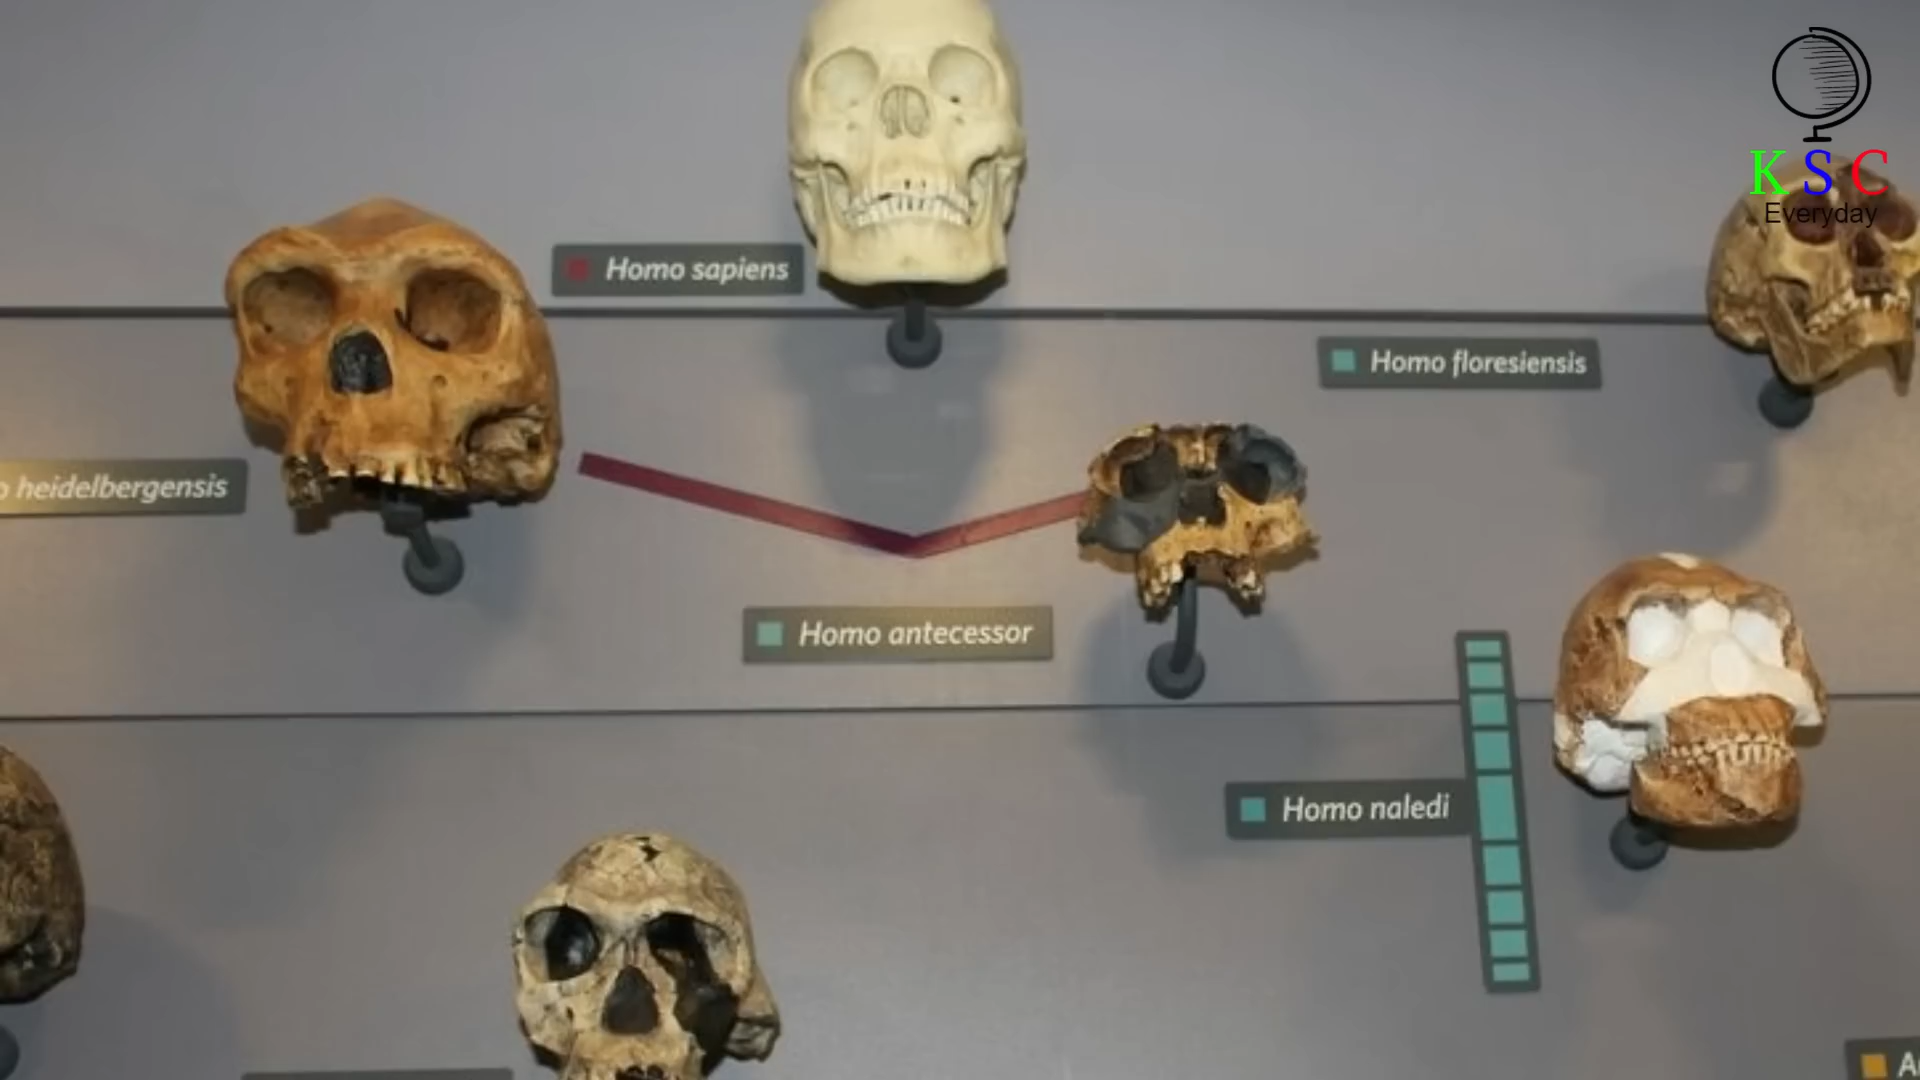 K S C
Everyday
Homo sapiens
Homo floresiensis
heidelbergensis
Homo antecessor
Homo naledi